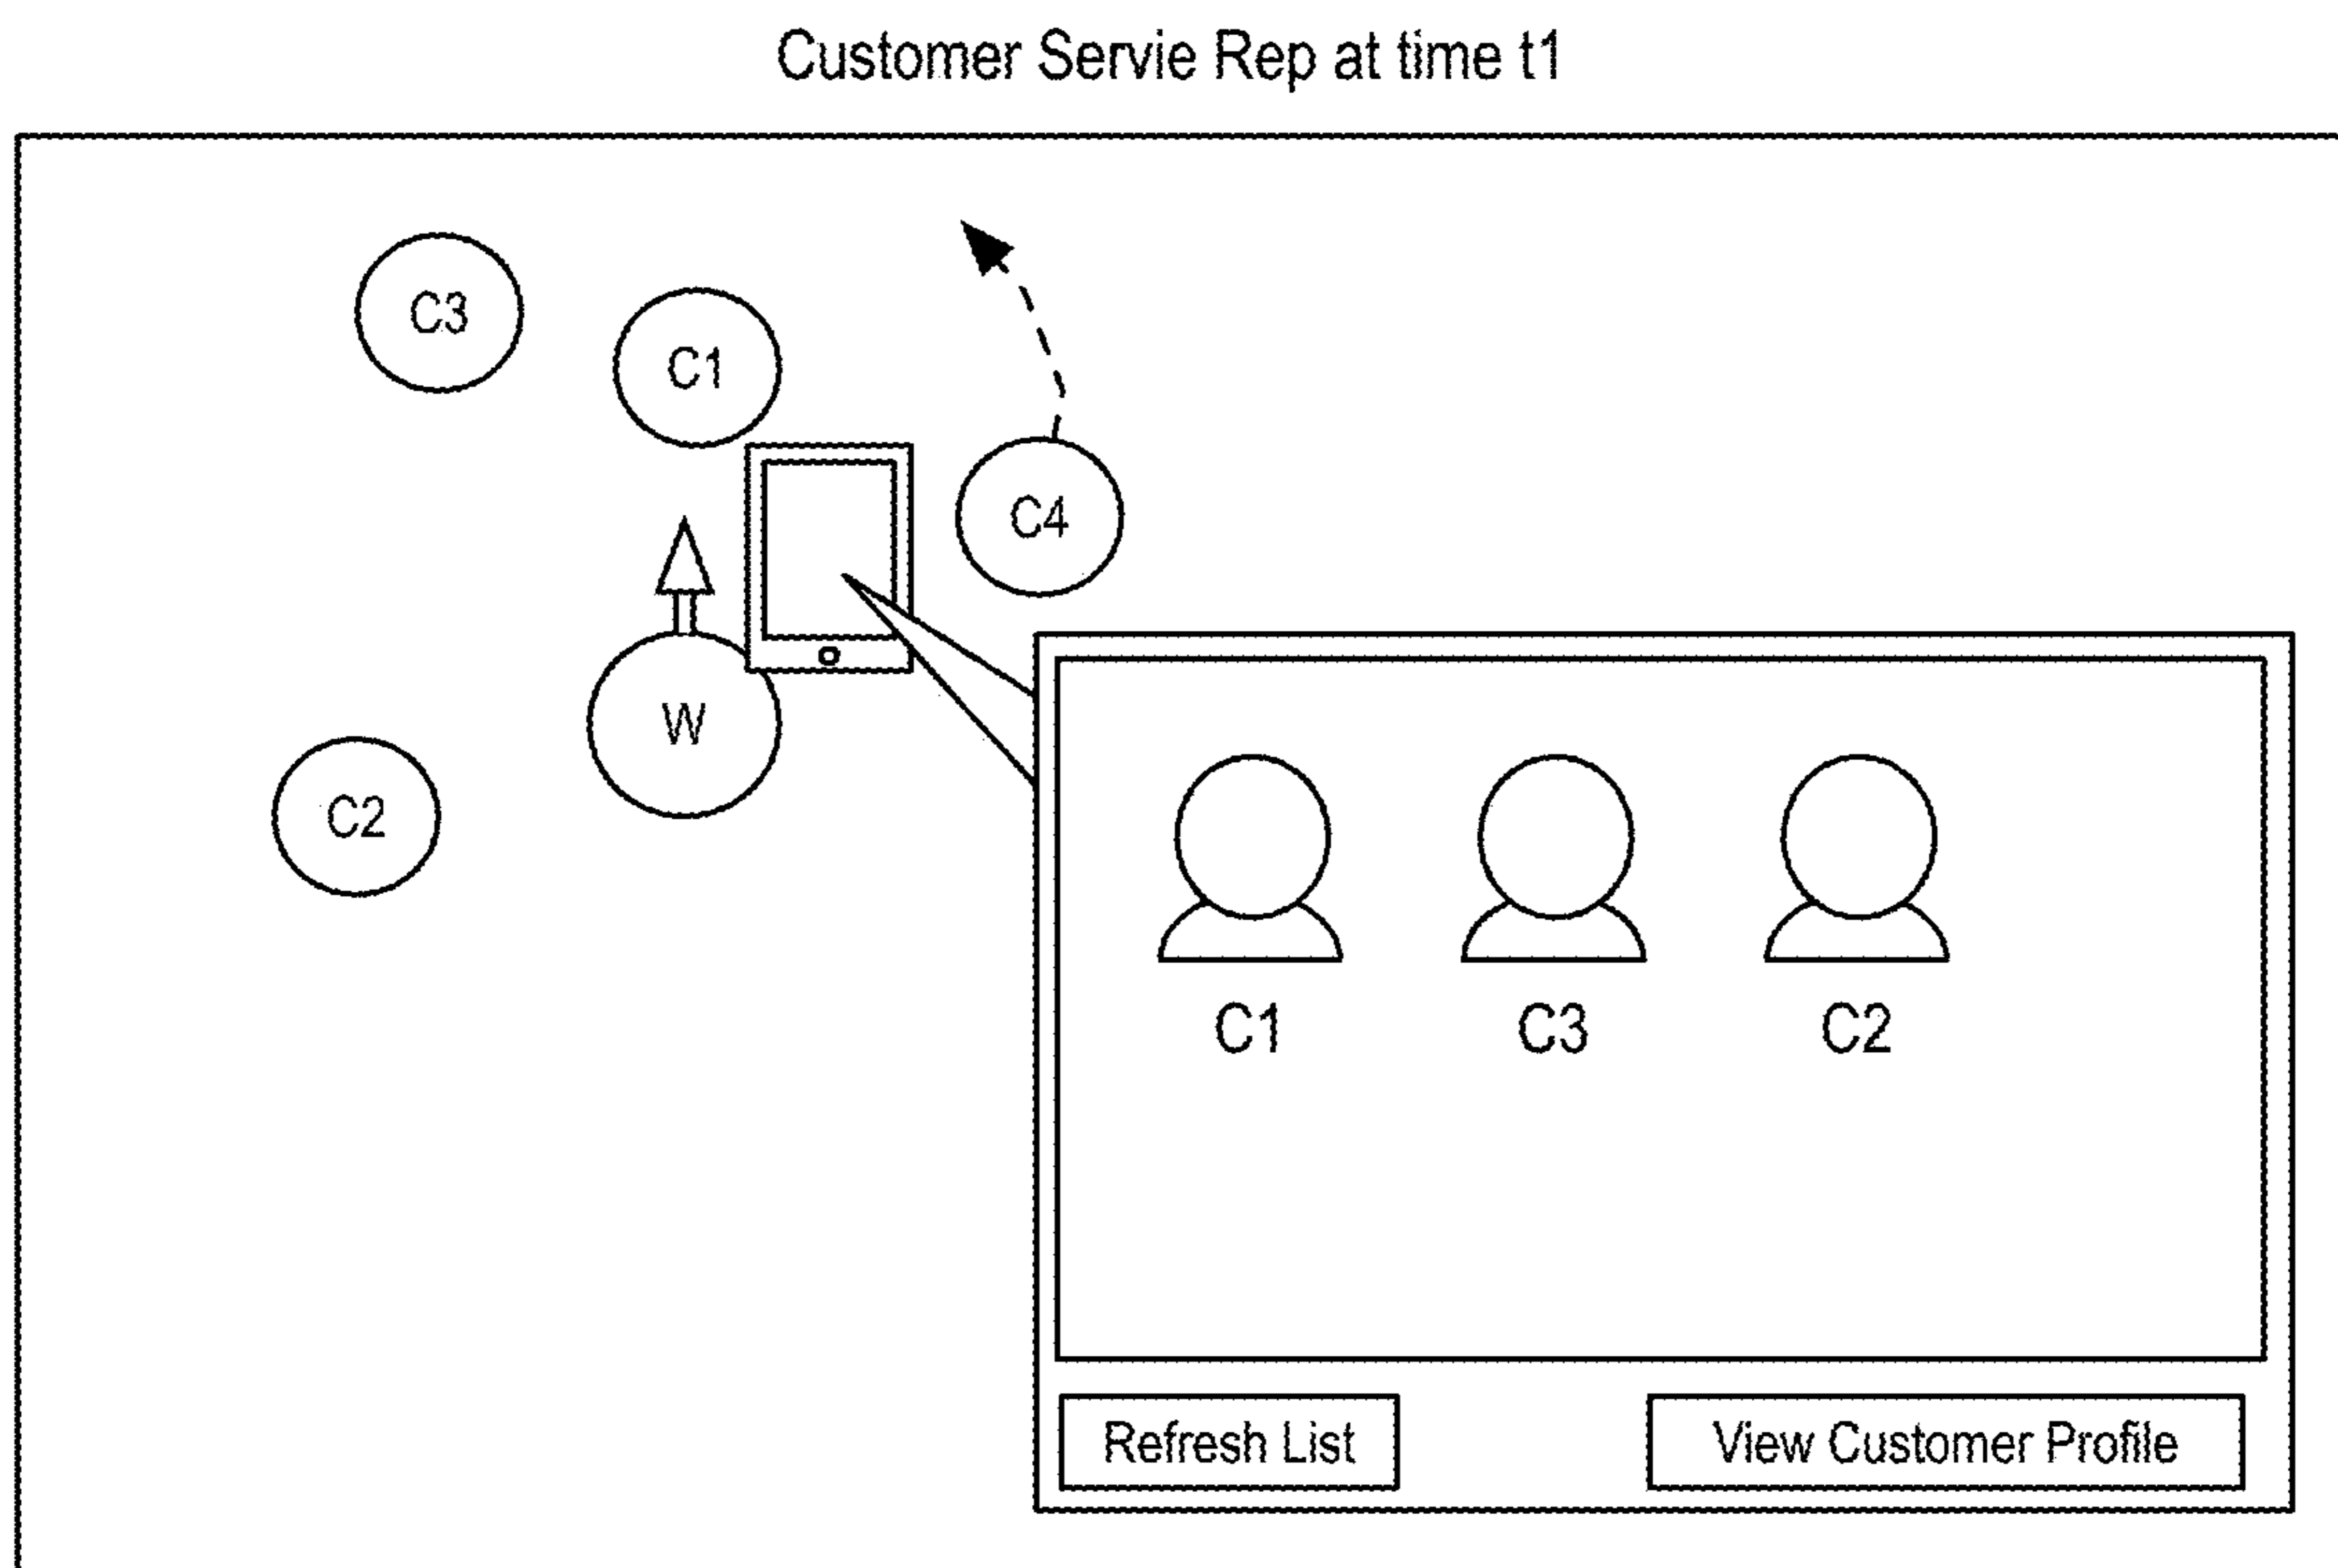 Customer Servie Rep at time t1
C3
C1
C4
W
C2
C1 C3 C2
Refresh List View Customer Profile